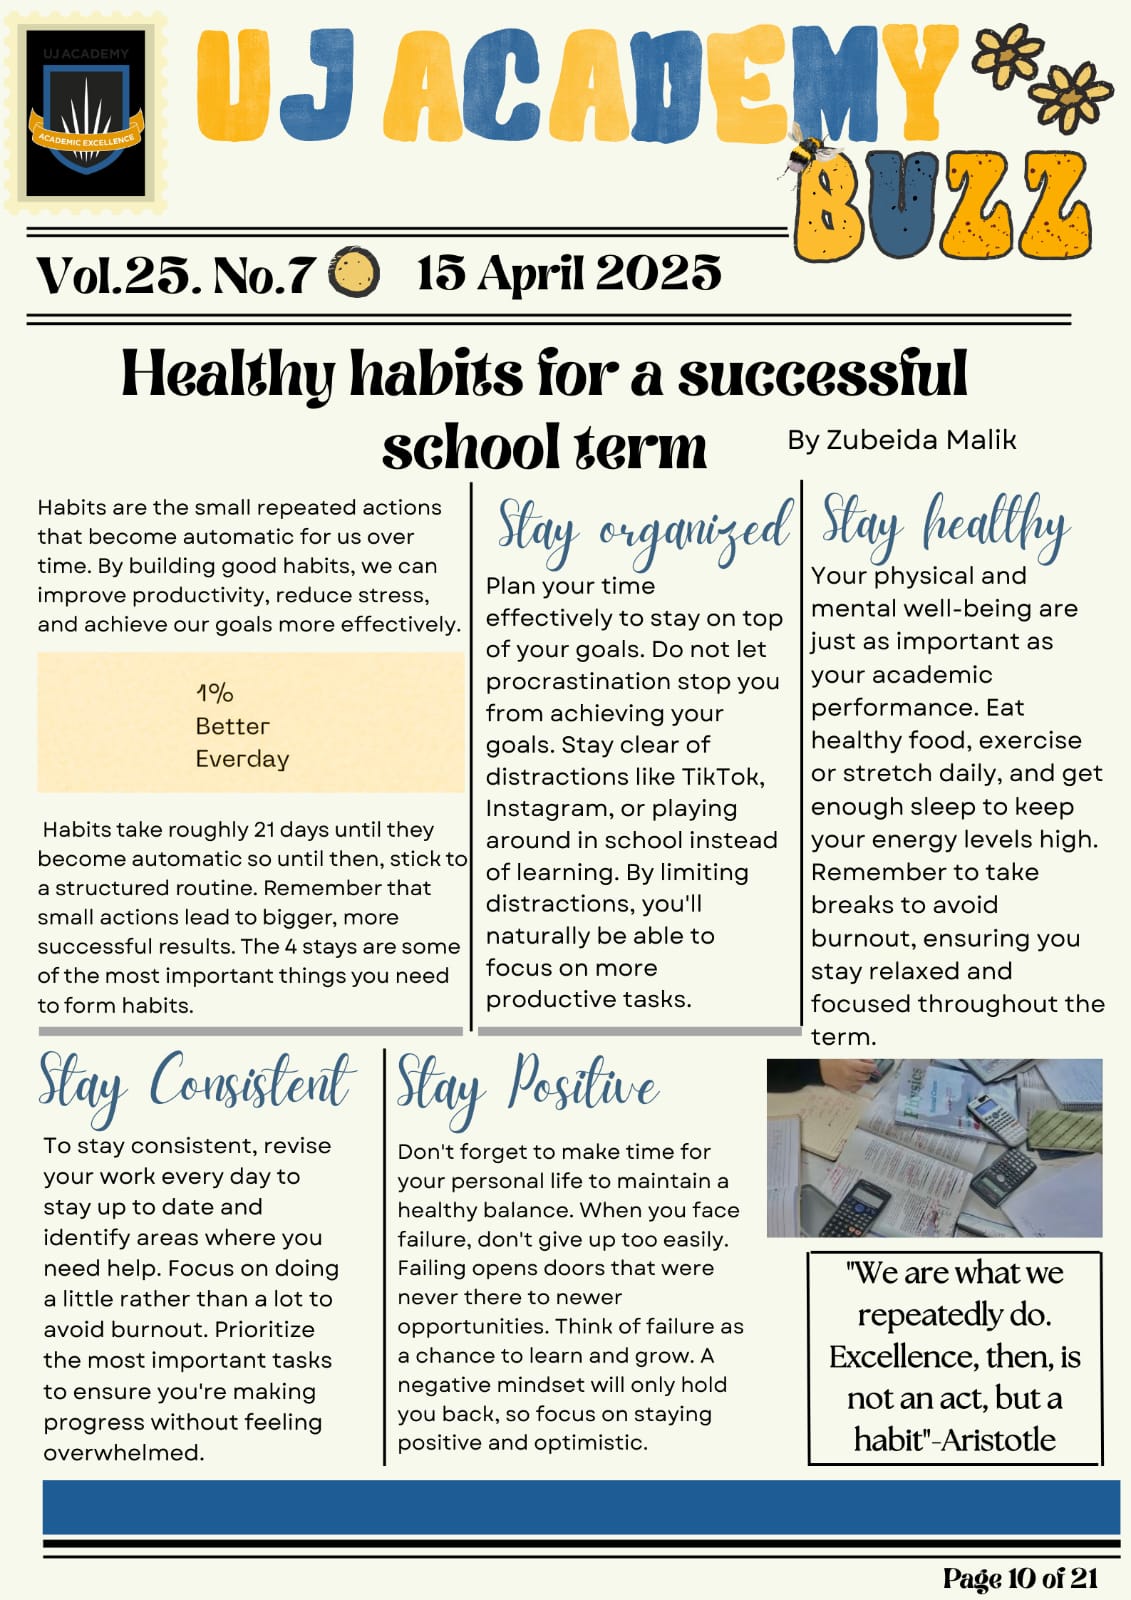 UJ ACADEMY
ACADEMIC EXCELLENCE
UJ ACADEMY
BUZZ
Vol.25. No.7
15 April 2025
Healthy habits for a successful
school term
By Zubeida Malik
Habits are the small repeated actions
that become automatic for us over
time. By building good habits, we can
improve productivity, reduce stress,
and achieve our goals more effectively.
1%
Better
Everday
Habits take roughly 21 days until they
become automatic so until then, stick to
a structured routine. Remember that
small actions lead to bigger, more
successful results. The 4 stays are some
of the most important things you need
to form habits.
Stay organized
Plan your time
effectively to stay on top
of your goals. Do not let
procrastination stop you
from achieving your
goals. Stay clear of
distractions like TikTok,
Instagram, or playing
around in school instead
of learning. By limiting
distractions, you'll
naturally be able to
focus on more
productive tasks.
Stay healthy
Your physical and
mental well-being are
just as important as
your academic
performance. Eat
healthy food, exercise
or stretch daily, and get
enough sleep to keep
your energy levels high.
Remember to take
breaks to avoid
burnout, ensuring you
stay relaxed and
focused throughout the
term.
Stay Consistent
To stay consistent, revise
your work every day to
stay up to date and
identify areas where you
need help. Focus on doing
a little rather than a lot to
avoid burnout. Prioritize
the most important tasks
to ensure you're making
progress without feeling
overwhelmed.
Stay Positive
Don't forget to make time for
your personal life to maintain a
healthy balance. When you face
failure, don't give up too easily.
Failing opens doors that were
never there to newer
opportunities. Think of failure as
a chance to learn and grow. A
negative mindset will only hold
you back, so focus on staying
positive and optimistic.
Physics
"We are what we
repeatedly do.
Excellence, then, is
not an act, but a
habit"-Aristotle
Page 10 of 21